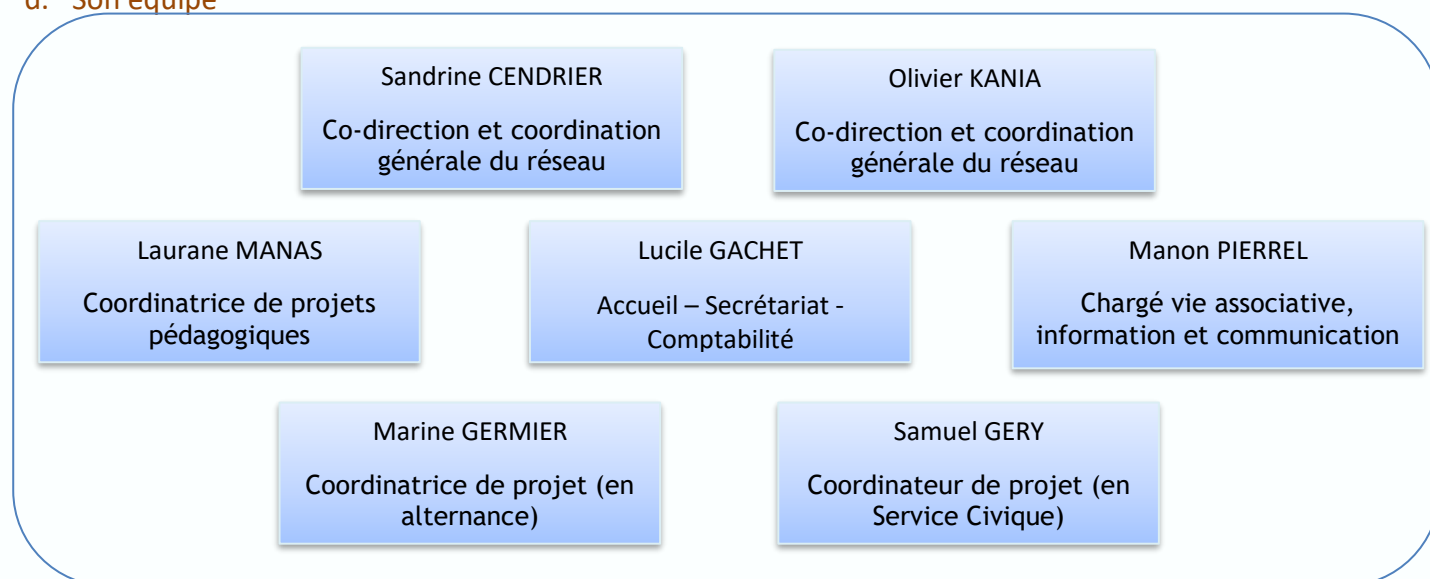 d. Son équipe
Sandrine CENDRIER
Co-direction et coordination
générale du réseau
Olivier KANIA
Co-direction et coordination
générale du réseau
Laurane MANAS
Coordinatrice de projets
pédagogiques
Lucile GACHET
Accueil – Secrétariat -
Comptabilité
Manon PIERREL
Chargé vie associative,
information et communication
Marine GERMIER
Coordinatrice de projet (en
alternance)
Samuel GERY
Coordinateur de projet (en
Service Civique)